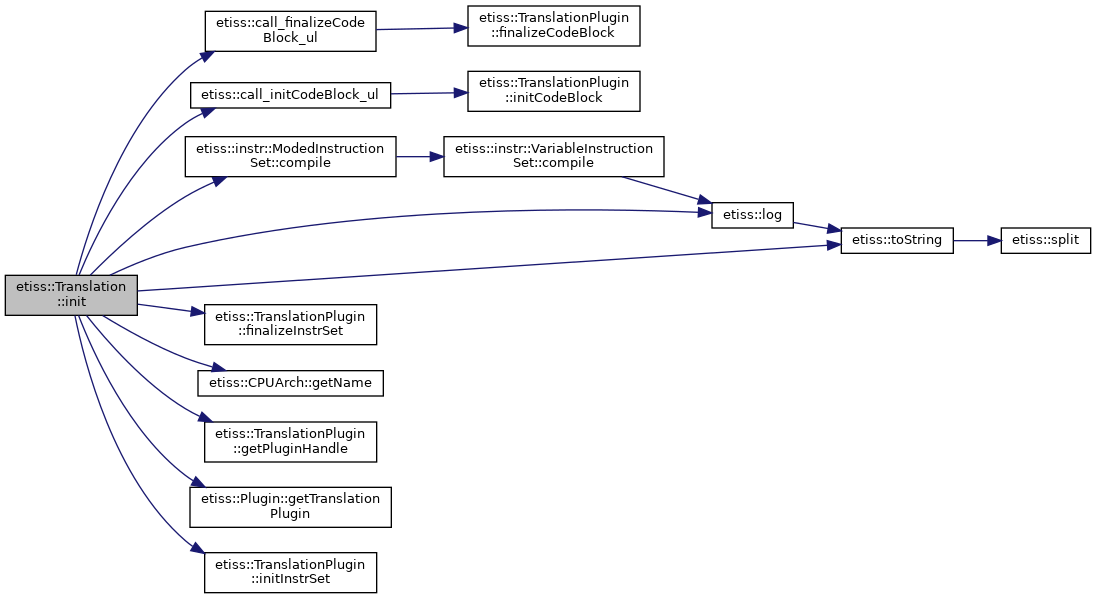 etiss::call_finalizeCode
Block_ul
etiss::TranslationPlugin
::finalizeCodeBlock
etiss::call_initCodeBlock_ul
etiss::TranslationPlugin
::initCodeBlock
etiss::instr::ModedInstruction
Set::compile
etiss::instr::VariableInstruction
Set::compile
etiss::log
etiss::toString
etiss::split
etiss::Translation
::init
etiss::TranslationPlugin
::finalizeInstrSet
etiss::CPUArch::getName
etiss::TranslationPlugin
::getPluginHandle
etiss::Plugin::getTranslation
Plugin
etiss::TranslationPlugin
::initInstrSet